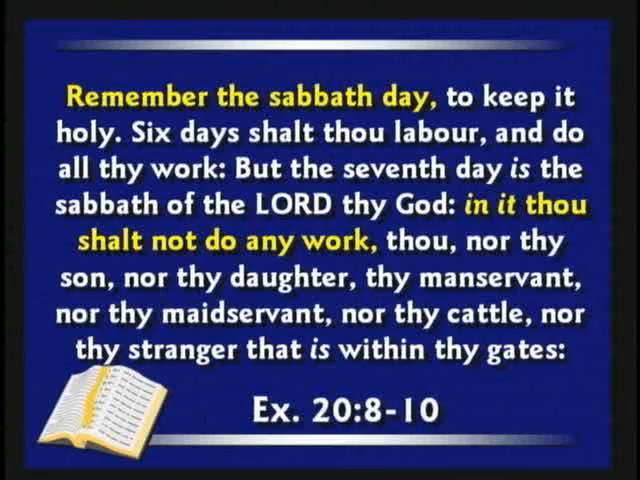 Remember the sabbath day, to keep it
holy. Six days shalt thou labour, and do
all thy work: But the seventh day is the
sabbath of the LORD thy God: in it thou
shalt not do any work, thou, nor thy
son, nor thy daughter, thy manservant,
nor thy maidservant, nor thy cattle, nor
thy stranger that is within thy gates:
Ex. 20:8-10